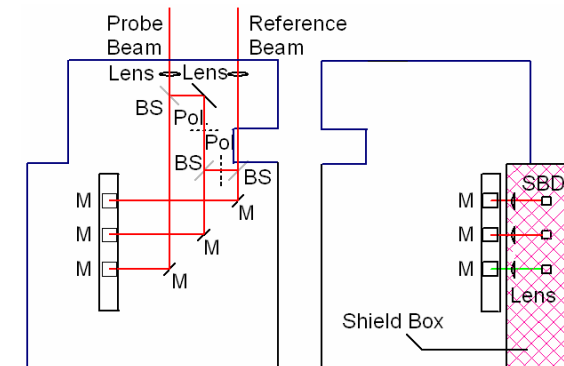 Probe
Beam
Reference
Beam
Lens
Lens
BS
Pol.
Pol
BS
BS
M
M
M
M
M
M
SBD
M
M
M
Lens
Shield Box